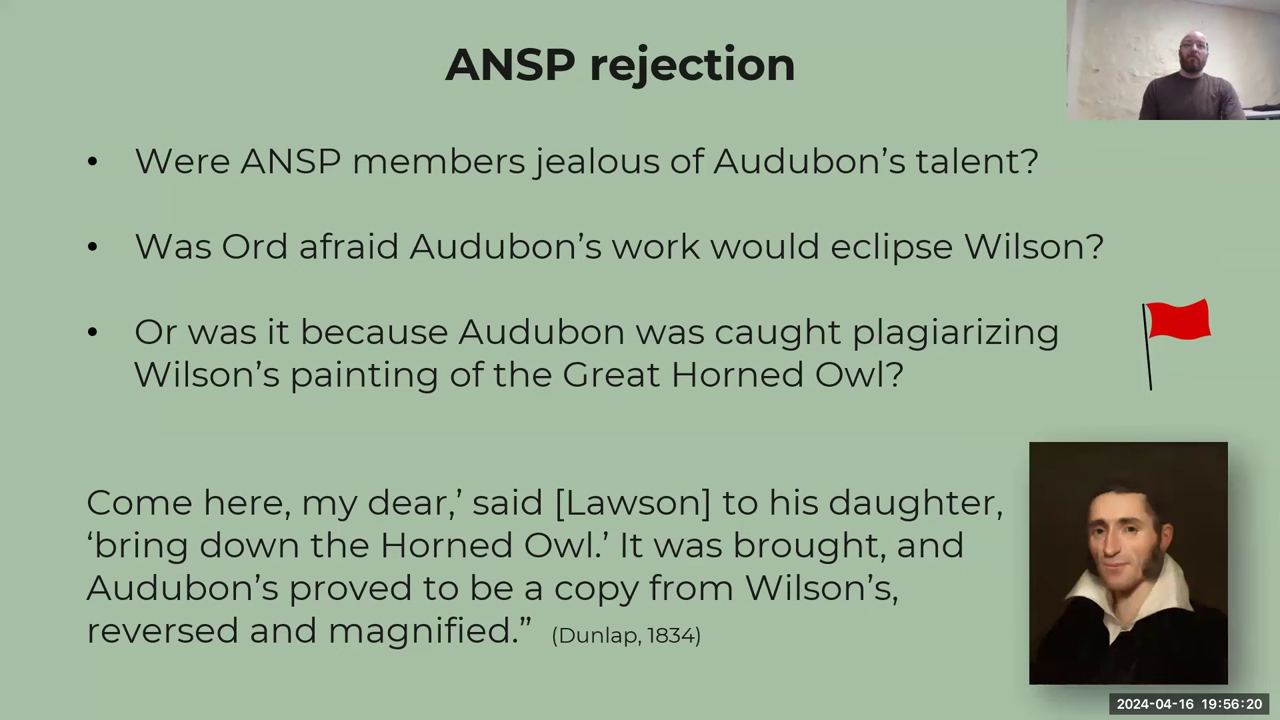 ANSP rejection
• Were ANSP members jealous of Audubon’s talent?
• Was Ord afraid Audubon’s work would eclipse Wilson?
• Or was it because Audubon was caught plagiarizing
Wilson’s painting of the Great Horned Owl?
Come here, my dear,’ said [Lawson] to his daughter,
‘bring down the Horned Owl.’ It was brought, and
Audubon’s proved to be a copy from Wilson’s,
reversed and magnified.” (Dunlap, 1834)
2024-04-16 19:56:20